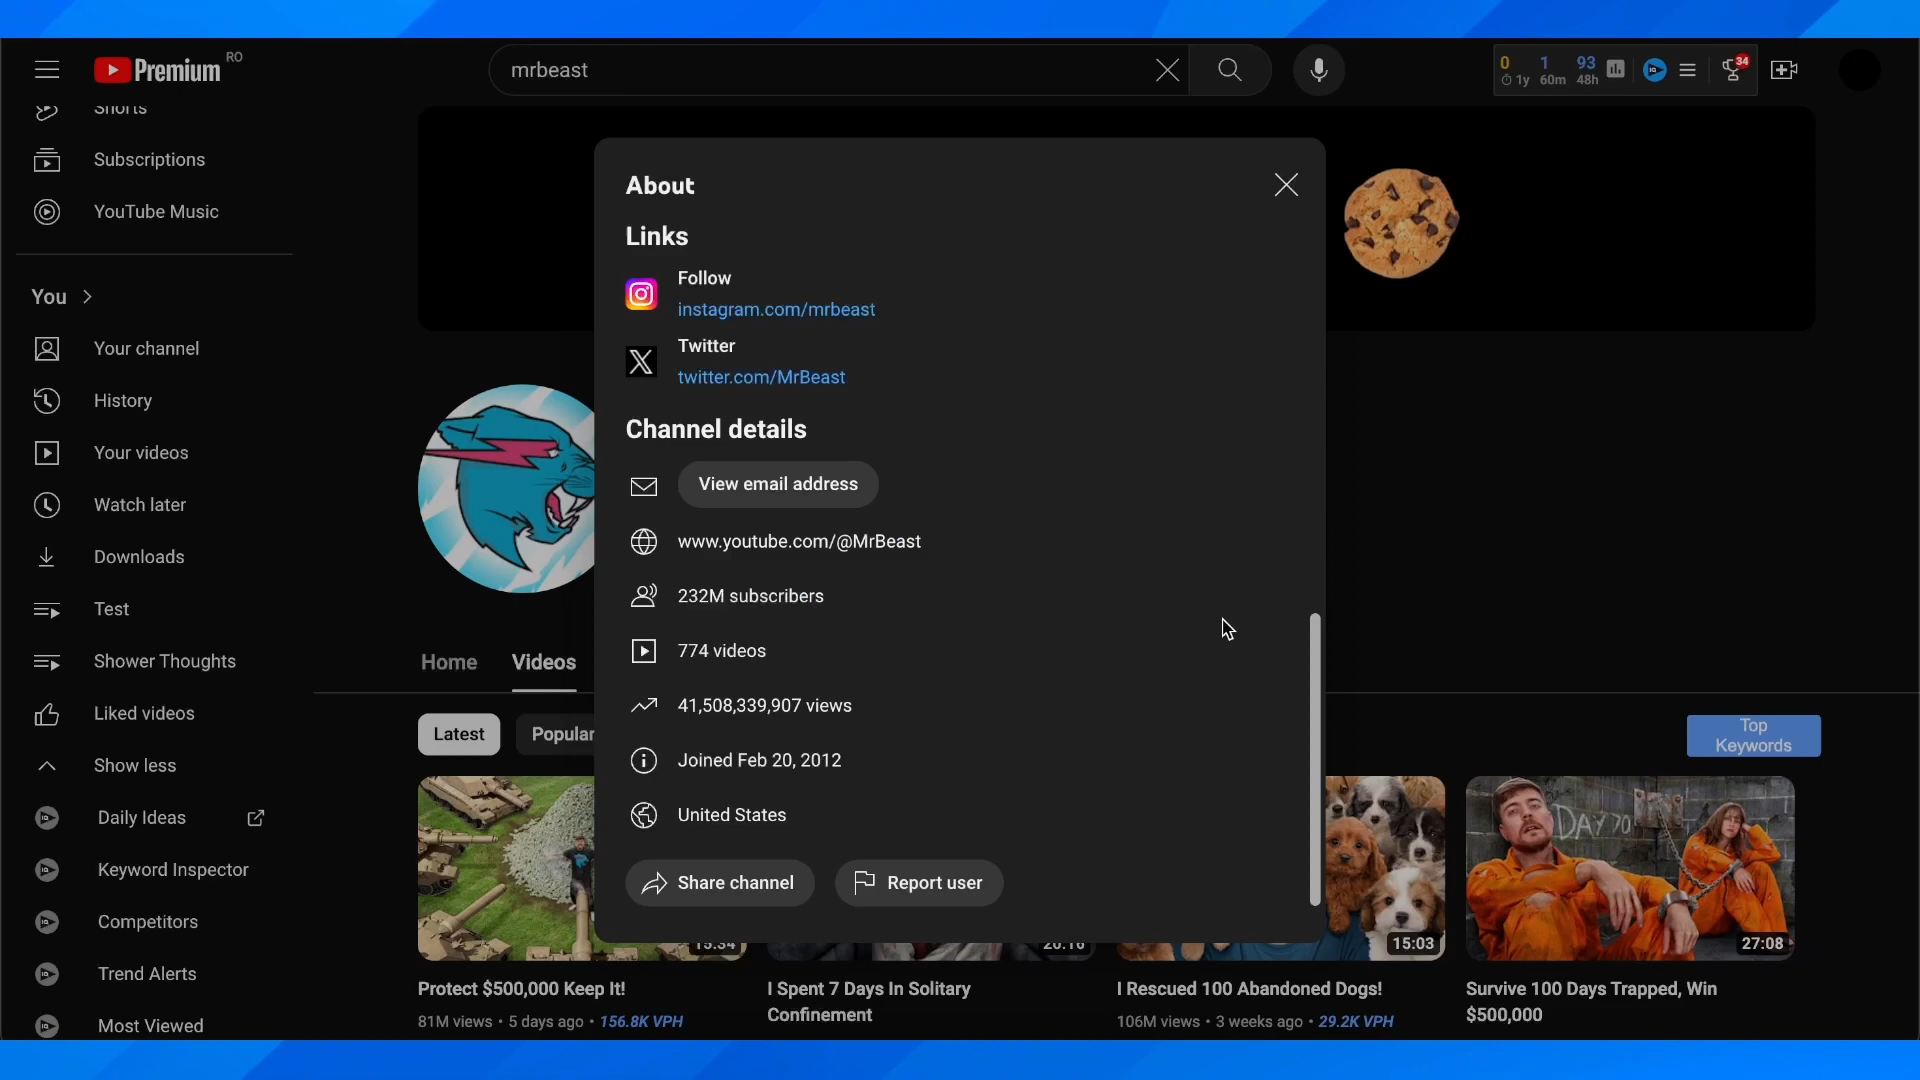 Premium RO
mrbeast
0 1 93
1y 60m 48h
34
Shorts
Subscriptions
YouTube Music
You
Your channel
History
Your videos
Watch later
Downloads
Test
Shower Thoughts
Liked videos
Show less
Daily Ideas
Keyword Inspector
Competitors
Trend Alerts
Most Viewed
About
Links
Follow
instagram.com/mrbeast
Twitter
twitter.com/MrBeast
Channel details
View email address
www.youtube.com/@MrBeast
232M subscribers
774 videos
41,508,339,907 views
Joined Feb 20, 2012
United States
Share channel
Report user
Home Videos
Latest Popular
Top
Keywords
DAY 70
15:34
20:16
15:03
27:08
Protect $500,000 Keep It!
81M views • 5 days ago • 156.8K VPH
I Spent 7 Days In Solitary
Confinement
I Rescued 100 Abandoned Dogs!
106M views • 3 weeks ago • 29.2K VPH
Survive 100 Days Trapped, Win
$500,000